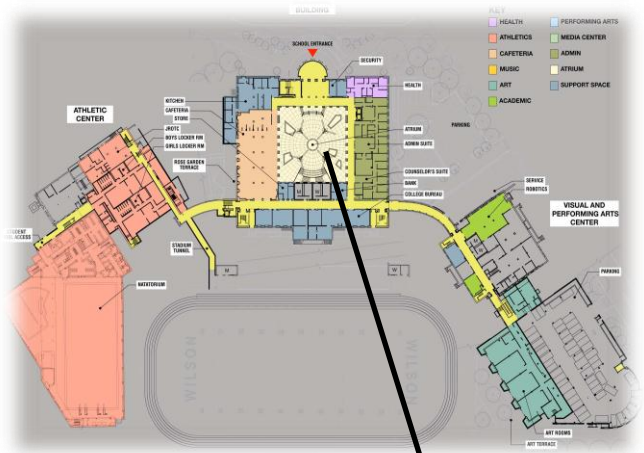 BUILDING
KEY
HEALTH
PERFORMING ARTS
ATHLETICS
MEDIA CENTER
CAFETERIA
ADMIN
MUSIC
ATRIUM
ART
SUPPORT SPACE
ACADEMIC
SCHOOL ENTRANCE
SECURITY
HEALTH
KITCHEN
CAFETERIA
STORE
ATHLETIC
CENTER
JROTC
BOYS LOCKER RM
GIRLS LOCKER RM
ROSE GARDEN
TERRACE
PARKING
ATRIUM
ADMIN SUITE
COUNSELOR'S SUITE
BANK
COLLEGE BUREAU
SERVICE
ROBOTICS
VISUAL AND
PERFORMING ARTS
CENTER
STADIUM
TUNNEL
M
W
NATATORIUM
PARKING
WILSON
WILSON
ART ROOMS
ART TERRACE